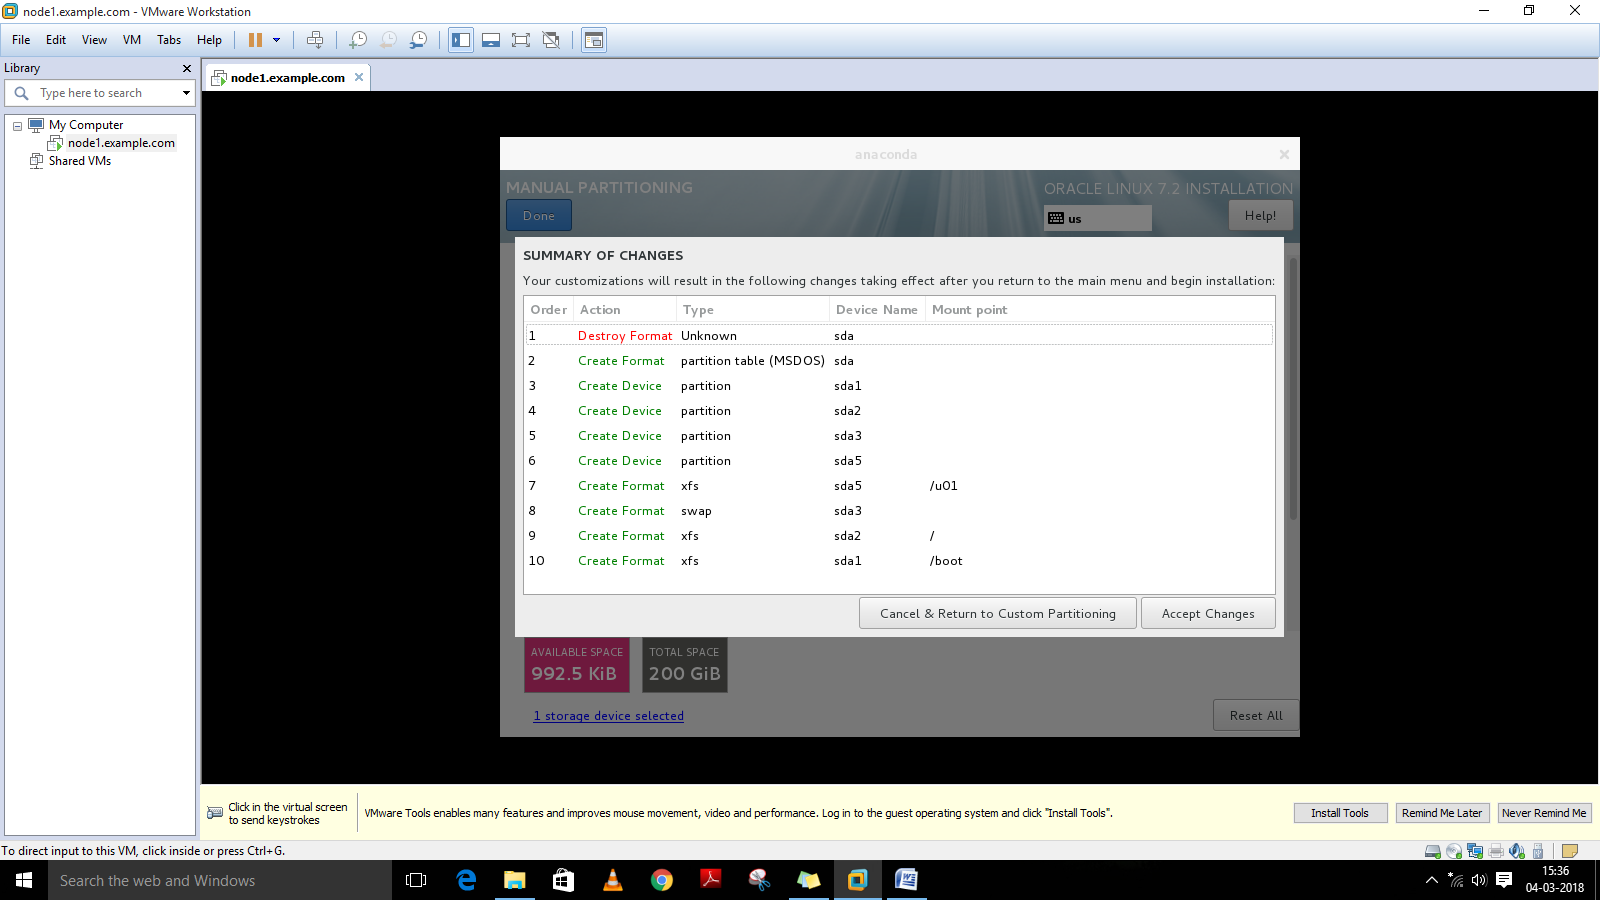 node1.example.com - VMware Workstation
File Edit View VM Tabs Help
Library
Type here to search
My Computer
node1.example.com
Shared VMs
node1.example.com
anaconda
MANUAL PARTITIONING
ORACLE LINUX 7.2 INSTALLATION
Done
us
Help!
SUMMARY OF CHANGES
Your customizations will result in the following changes taking effect after you return to the main menu and begin installation:
Order Action Type Device Name Mount point
1 Destroy Format Unknown sda
2 Create Format partition table (MSDOS) sda
3 Create Device partition sda1
4 Create Device partition sda2
5 Create Device partition sda3
6 Create Device partition sda5
7 Create Format xfs sda5 /u01
8 Create Format swap sda3
9 Create Format xfs sda2 /
10 Create Format xfs sda1 /boot
Cancel & Return to Custom Partitioning Accept Changes
AVAILABLE SPACE
992.5 KiB
TOTAL SPACE
200 GiB
1 storage device selected
Reset All
Click in the virtual screen
to send keystrokes
VMware Tools enables many features and improves mouse movement, video and performance. Log in to the guest operating system and click "Install Tools".
Install Tools Remind Me Later Never Remind Me
To direct input to this VM, click inside or press Ctrl+G.
Search the web and Windows
15:36
04-03-2018